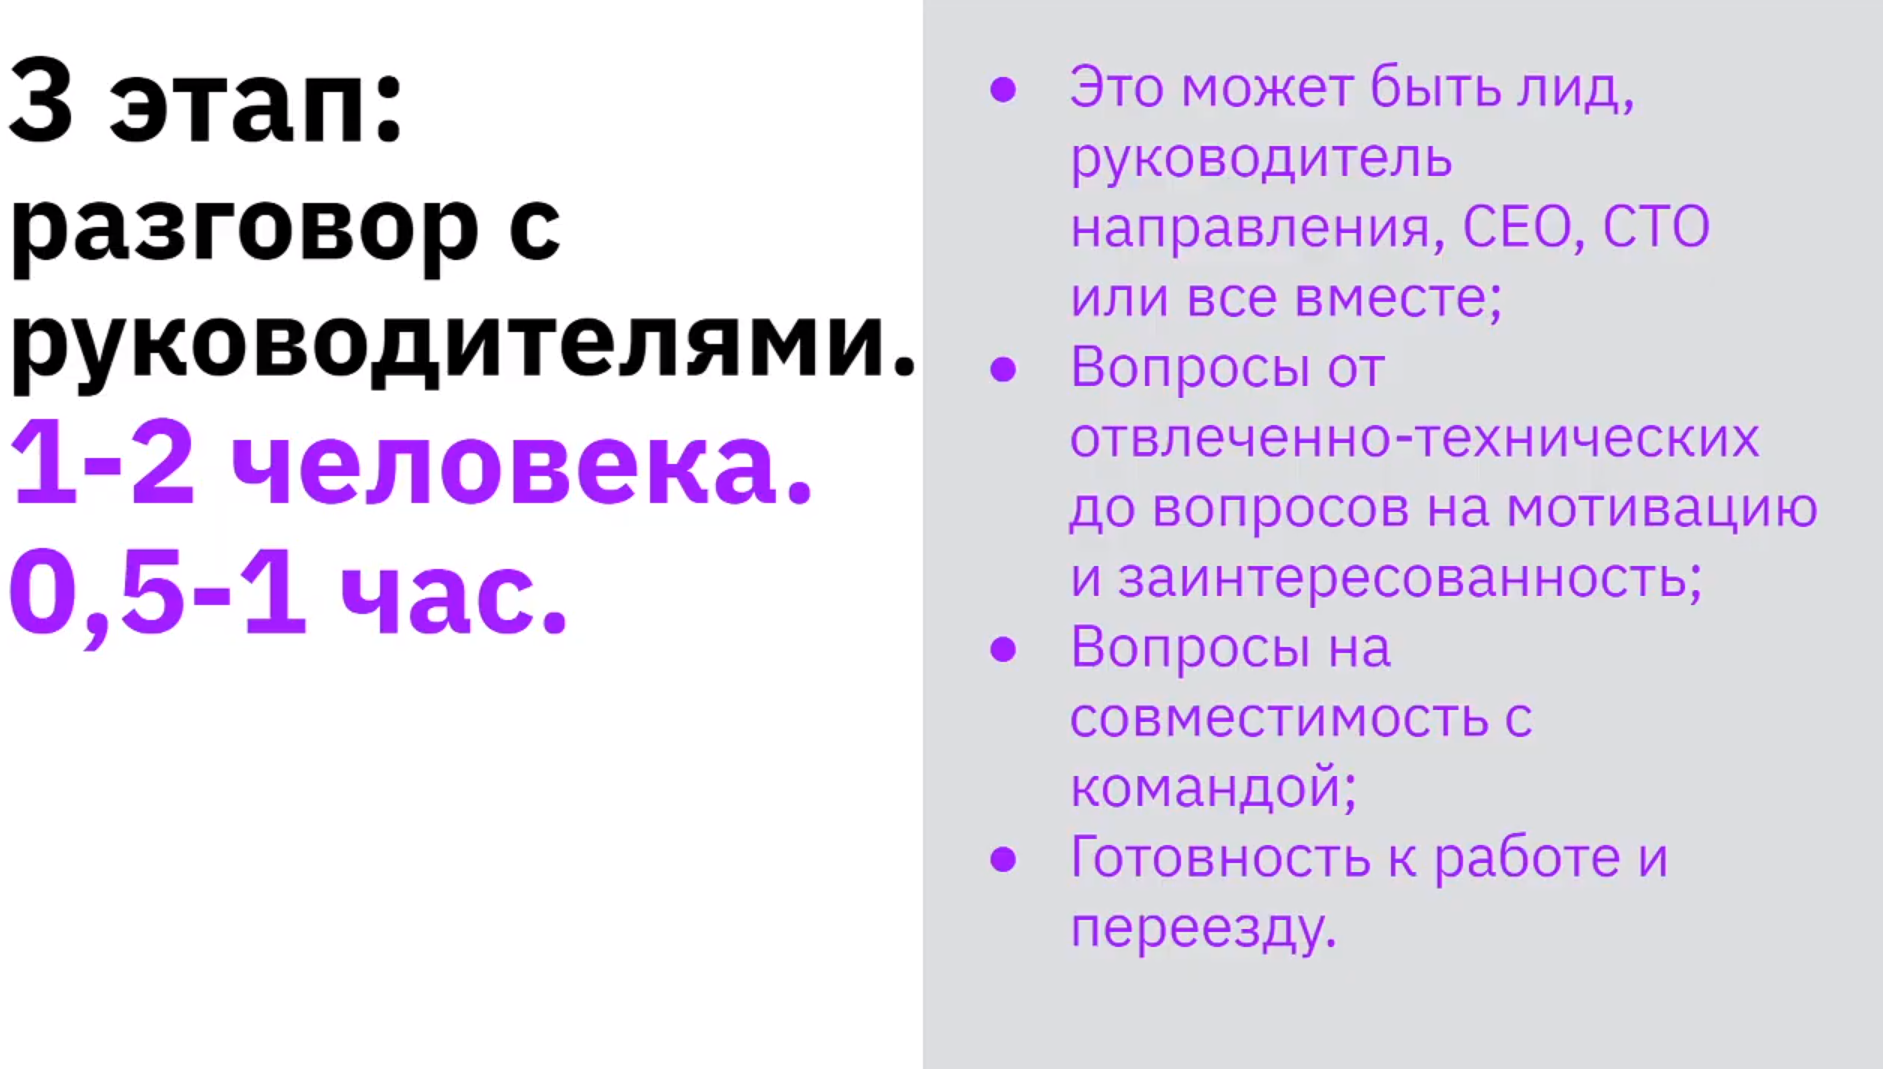 3 этап:
разговор с
руководителями.
1-2 человека.
0,5-1 час.
● Это может быть лид,
руководитель
направления, CEO, CTO
или все вместе;
● Вопросы от
отвлеченно-технических
до вопросов на мотивацию
и заинтересованность;
● Вопросы на
совместимость с
командой;
● Готовность к работе и
переезду.